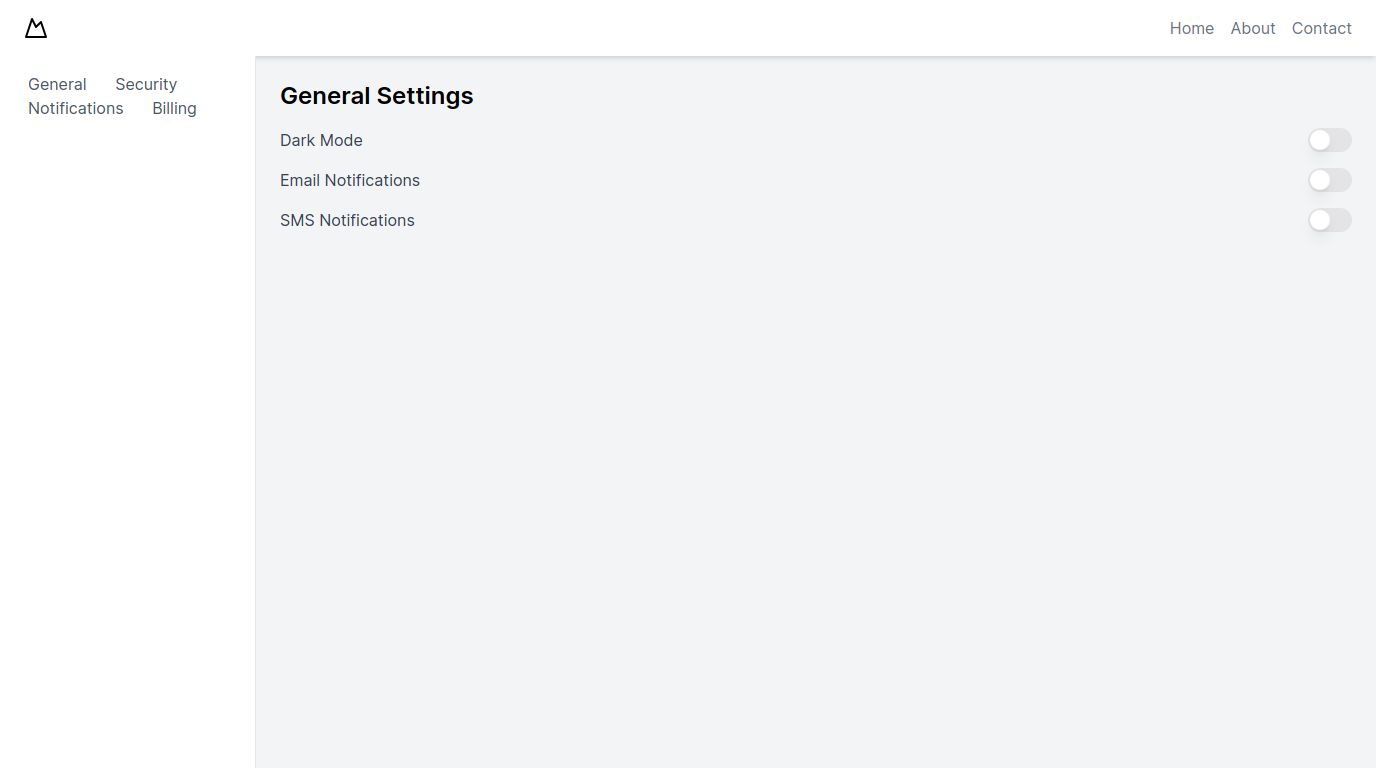 Home About Contact
General Security
Notifications Billing
General Settings
Dark Mode
Email Notifications
SMS Notifications